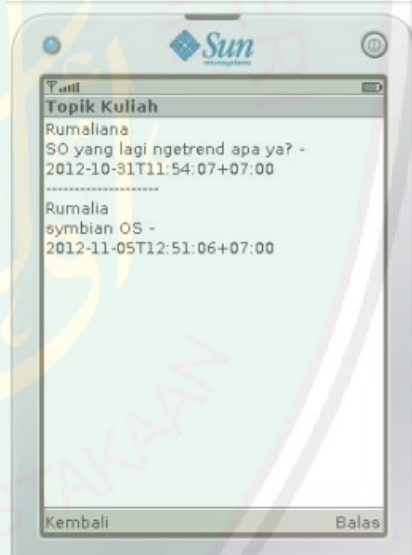 Sun
microsystems
Topik Kuliah
Rumaliana
SO yang lagi ngetrend apa ya? -
2012-10-31T11:54:07+07:00
-------------------
Rumalia
symbian OS -
2012-11-05T12:51:06+07:00
STAKAAN
Kembali
Balas